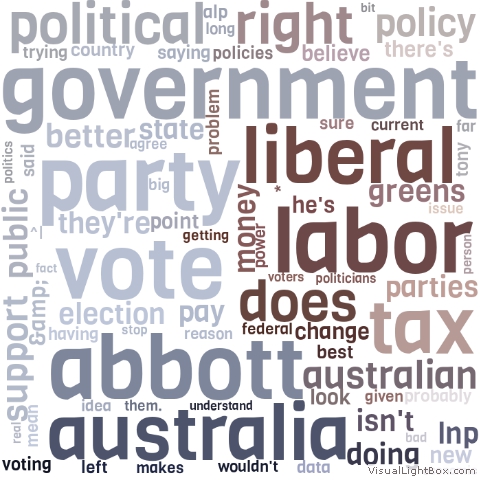 political alp long right bit policy
trying country saying policies believe there's
government
better state agree problem sure current far
politics said party big liberal tony
greens
public they're point money * he's issue
^| getting power labor person
vote voters politicians
fact &amp; does parties
election pay federal change tax
support having stop reason best
abbott australian
real mean idea them. understand look given probably
australia isn't bad lnp
voting left makes wouldn't data doing new
VisualLightBox.com